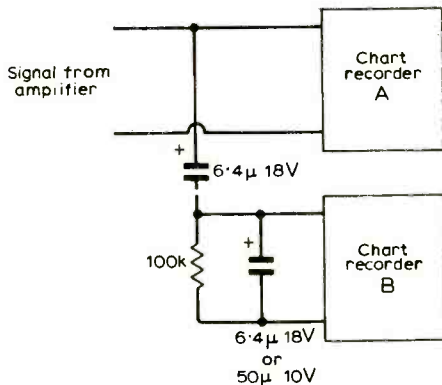 Signal from
amplifier
Chart
recorder
A
+
6·4μ 18V
100k
+
Chart
recorder
B
6·4μ 18V
or
50μ 10V